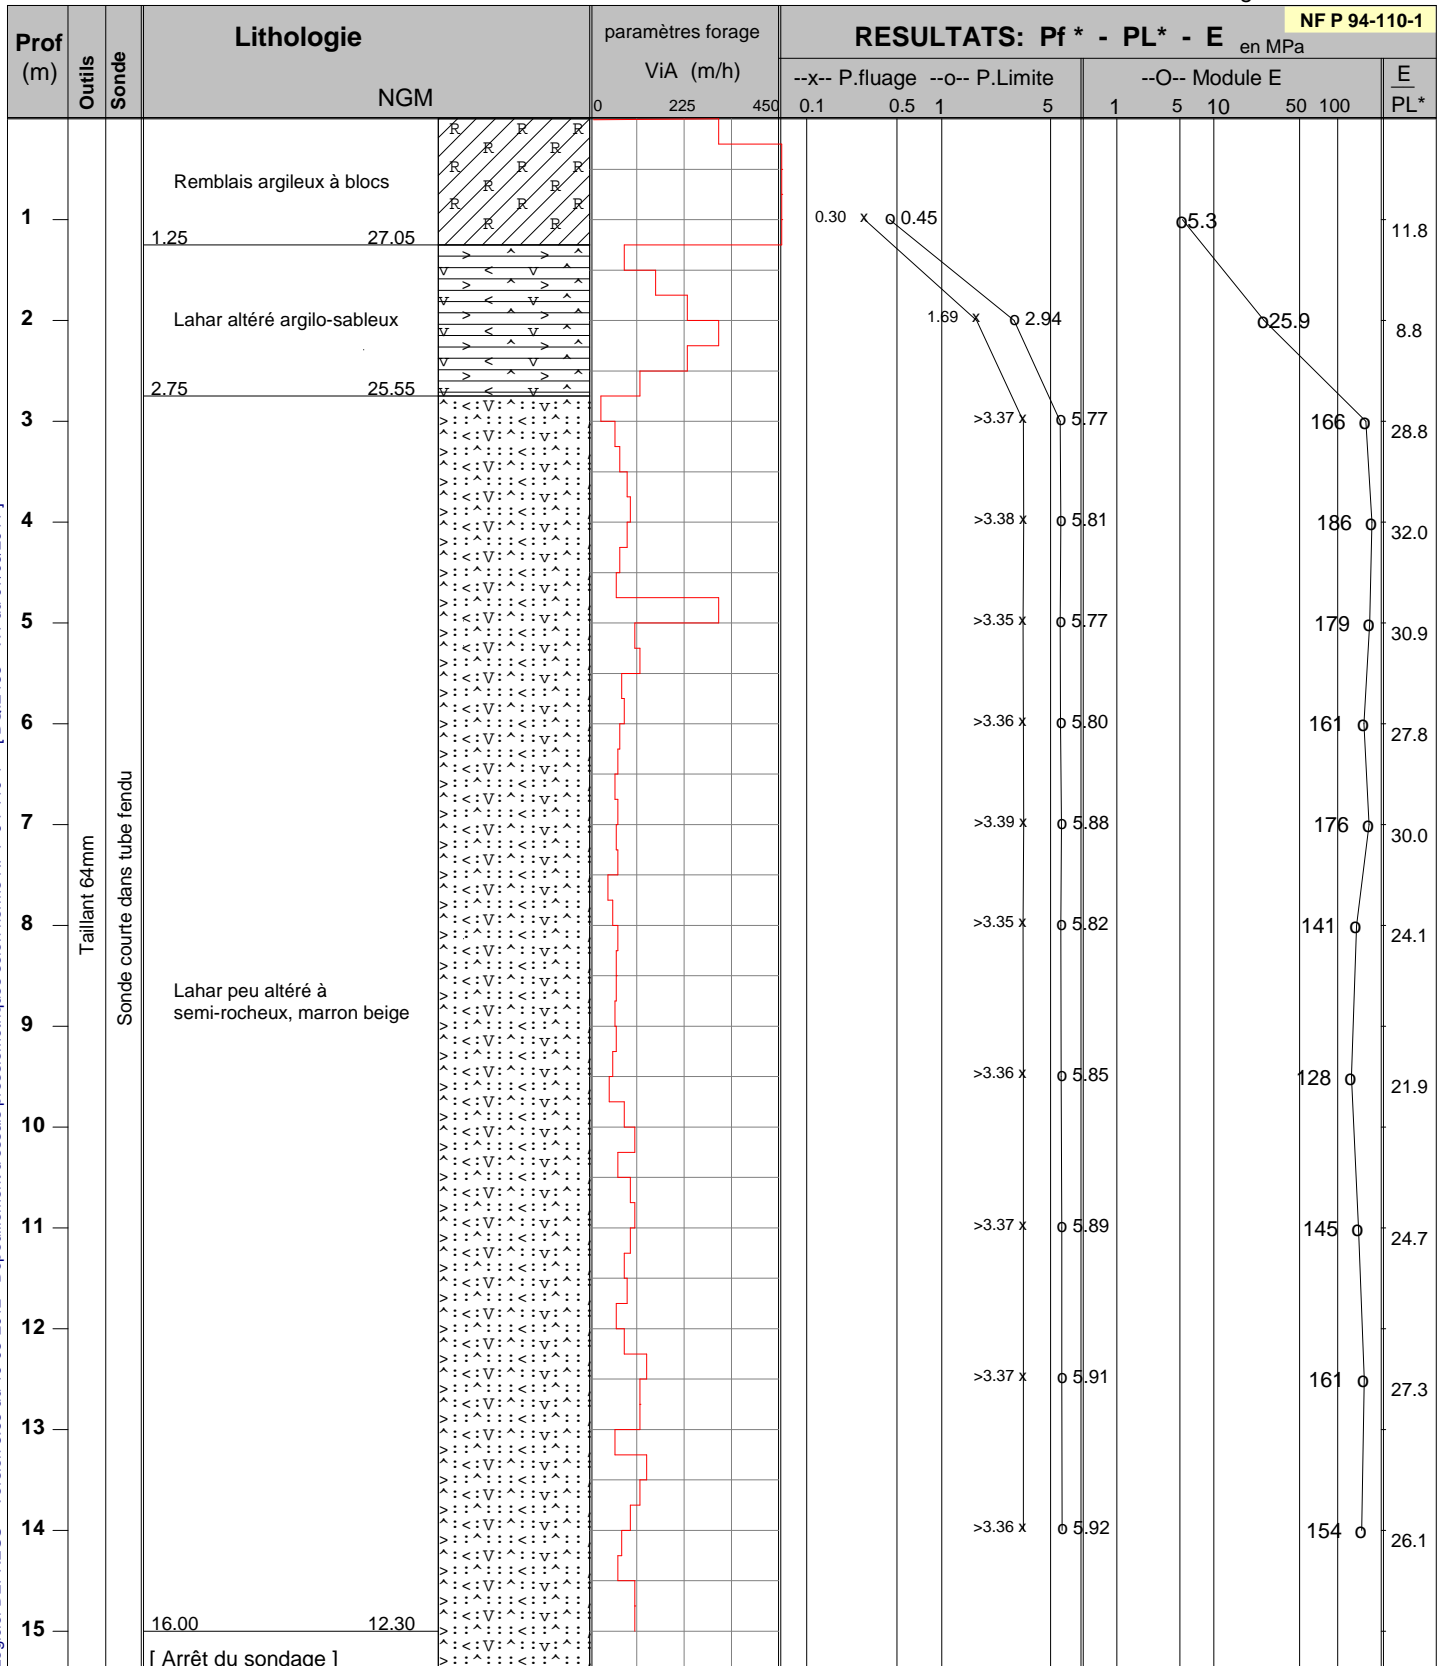 NF P 94-110-1
Prof
(m)
Outils
Sonde
Lithologie
NGM
paramètres forage
ViA (m/h)
0 225 450
RESULTATS: Pf * - PL* - E en MPa
--x-- P.fluage --o-- P.Limite
0.1 0.5 1 5
--O-- Module E
1 5 10 50 100
E
PL*
Remblais argileux à blocs
1 0.30 x o 0.45 o5.3 11.8
1.25 27.05
Lahar altéré argilo-sableux
2 1.69 x o 2.94 o25.9 8.8
2.75 25.55
3 >3.37 x o 5.77 166 o 28.8
4 >3.38 x o 5.81 186 o 32.0
5 >3.35 x o 5.77 179 o 30.9
6 >3.36 x o 5.80 161 o 27.8
7 >3.39 x o 5.88 176 o 30.0
Taillant 64mm
Sonde courte dans tube fendu
8 >3.35 x o 5.82 141 o 24.1
Lahar peu altéré à
semi-rocheux, marron beige
9
>3.36 x o 5.85 128 o 21.9
10
11 >3.37 x o 5.89 145 o 24.7
12
>3.37 x o 5.91 161 o 27.3
13
14 >3.36 x o 5.92 154 o 26.1
15
16.00 12.30
[ Arrêt du sondage ]